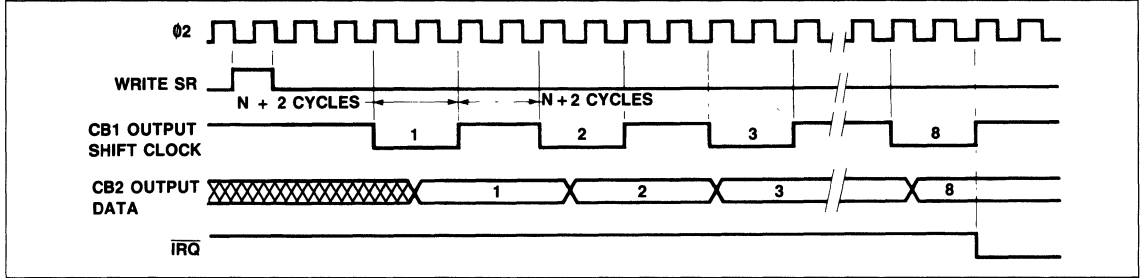 Φ2
WRITE SR
N + 2 CYCLES
N+2 CYCLES
CB1 OUTPUT
SHIFT CLOCK
1
2
3
8
CB2 OUTPUT
DATA
1
2
3
8
IRQ